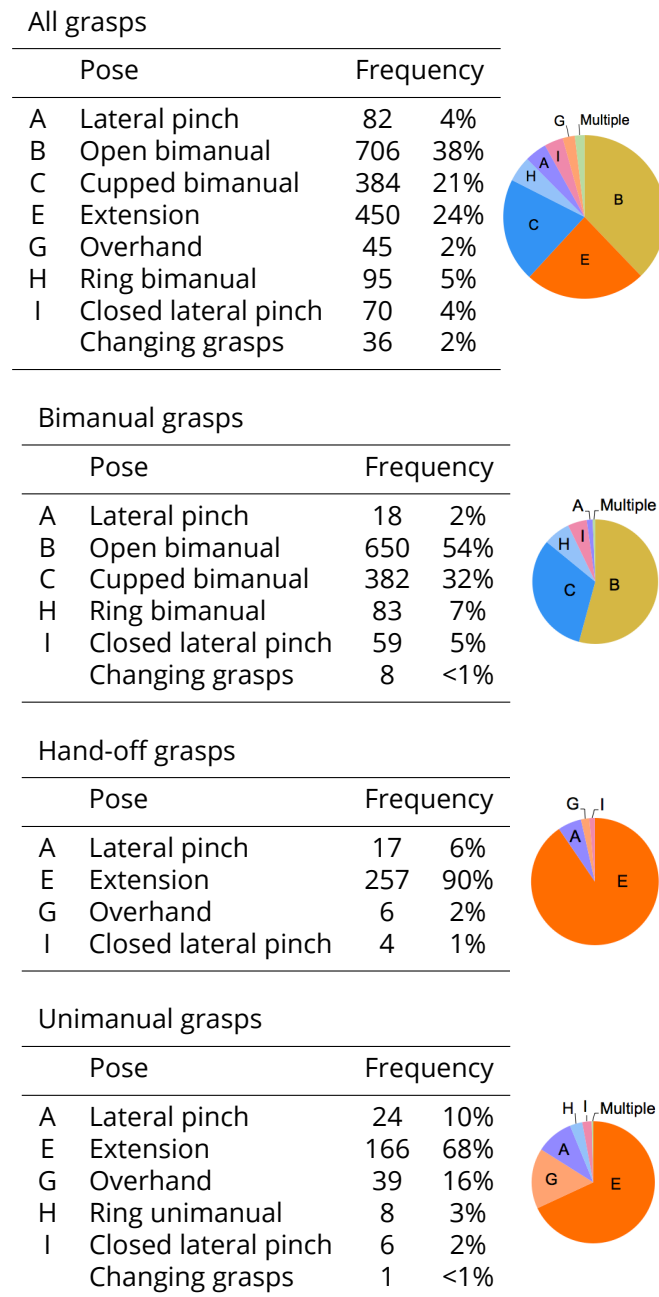 All grasps
Pose Frequency
A Lateral pinch 82 4%
B Open bimanual 706 38%
C Cupped bimanual 384 21%
E Extension 450 24%
G Overhand 45 2%
H Ring bimanual 95 5%
I Closed lateral pinch 70 4%
Changing grasps 36 2%
G Multiple
I
A
H
B
C
E
Bimanual grasps
Pose Frequency
A Lateral pinch 18 2%
B Open bimanual 650 54%
C Cupped bimanual 382 32%
H Ring bimanual 83 7%
I Closed lateral pinch 59 5%
Changing grasps 8 <1%
A Multiple
I
H
C B
Hand-off grasps
Pose Frequency
A Lateral pinch 17 6%
E Extension 257 90%
G Overhand 6 2%
I Closed lateral pinch 4 1%
G I
A
E
Unimanual grasps
Pose Frequency
A Lateral pinch 24 10%
E Extension 166 68%
G Overhand 39 16%
H Ring unimanual 8 3%
I Closed lateral pinch 6 2%
Changing grasps 1 <1%
H I Multiple
A
G E